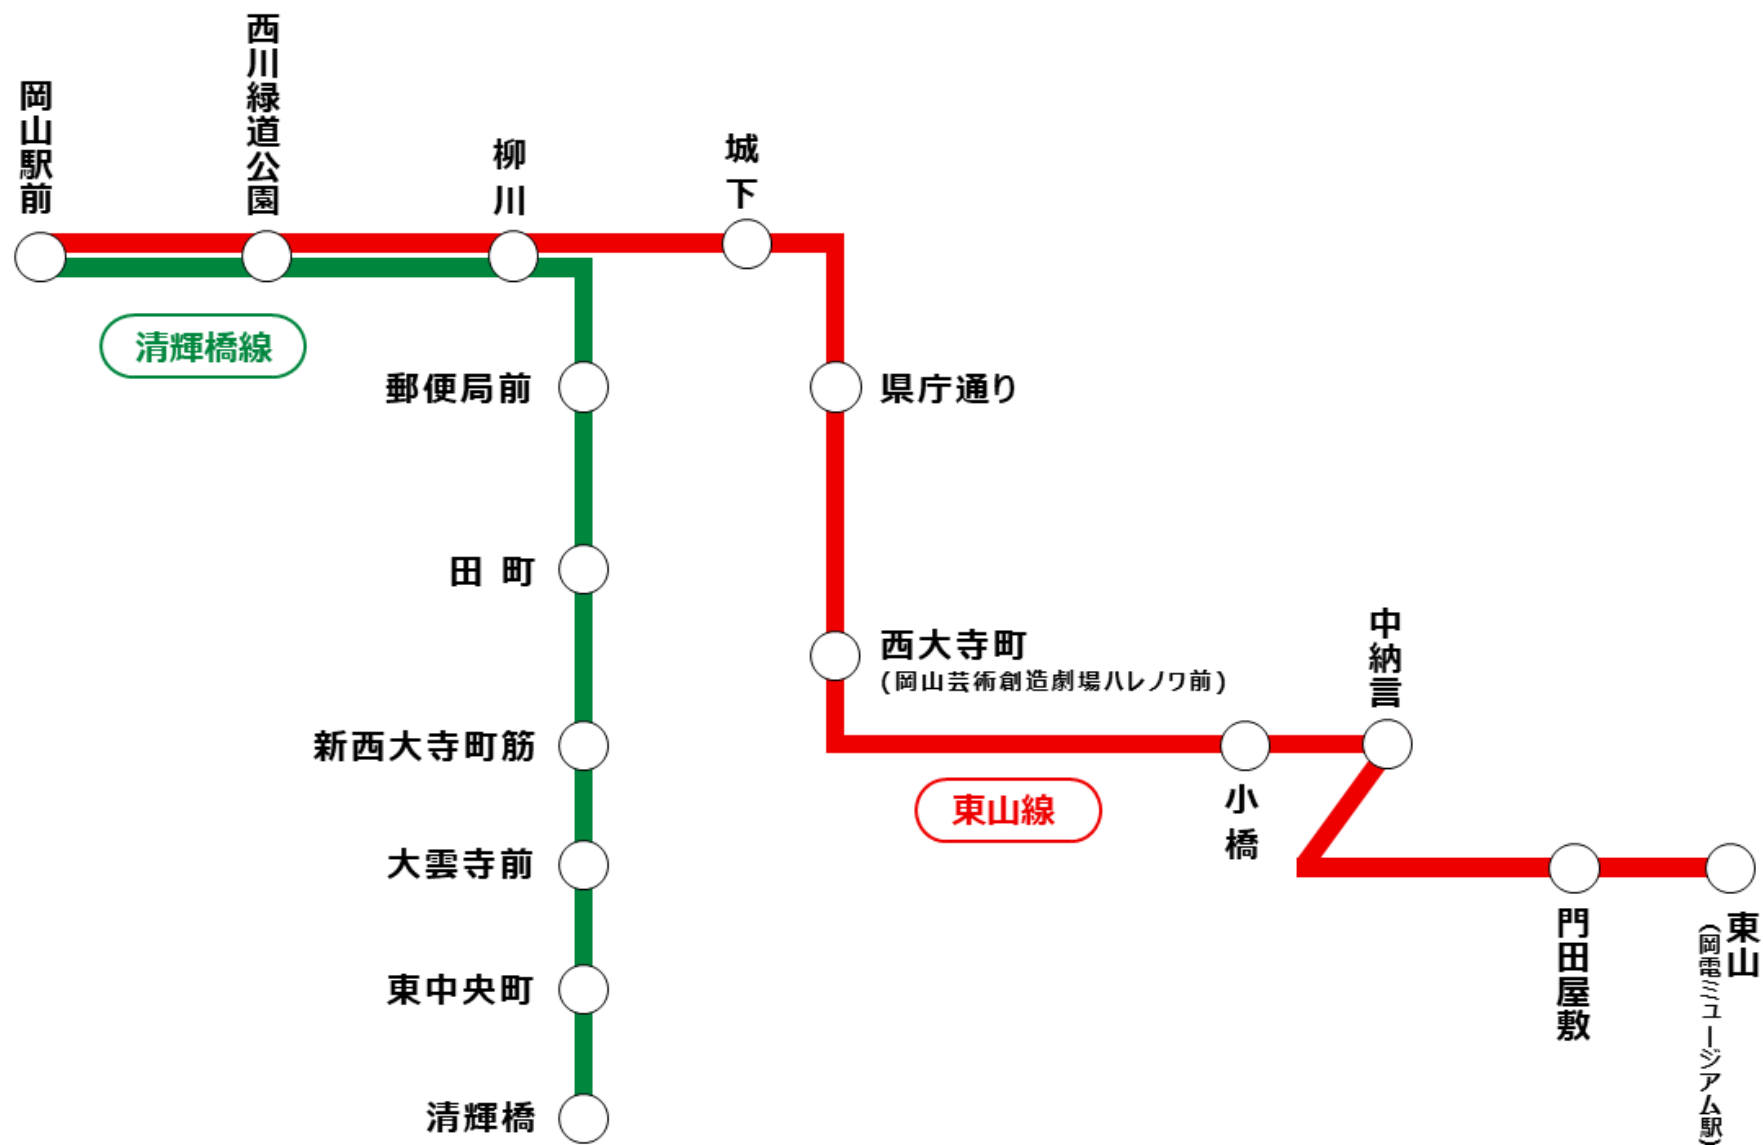 岡山駅前
西川緑道公園
柳川
城下
清輝橋線
郵便局前
県庁通り
田町
西大寺町
(岡山芸術創造劇場ハレノワ前)
中納言
新西大寺町筋
小橋
東山線
大雲寺前
門田屋敷
東山
(岡電ミュージアム駅)
東中央町
清輝橋